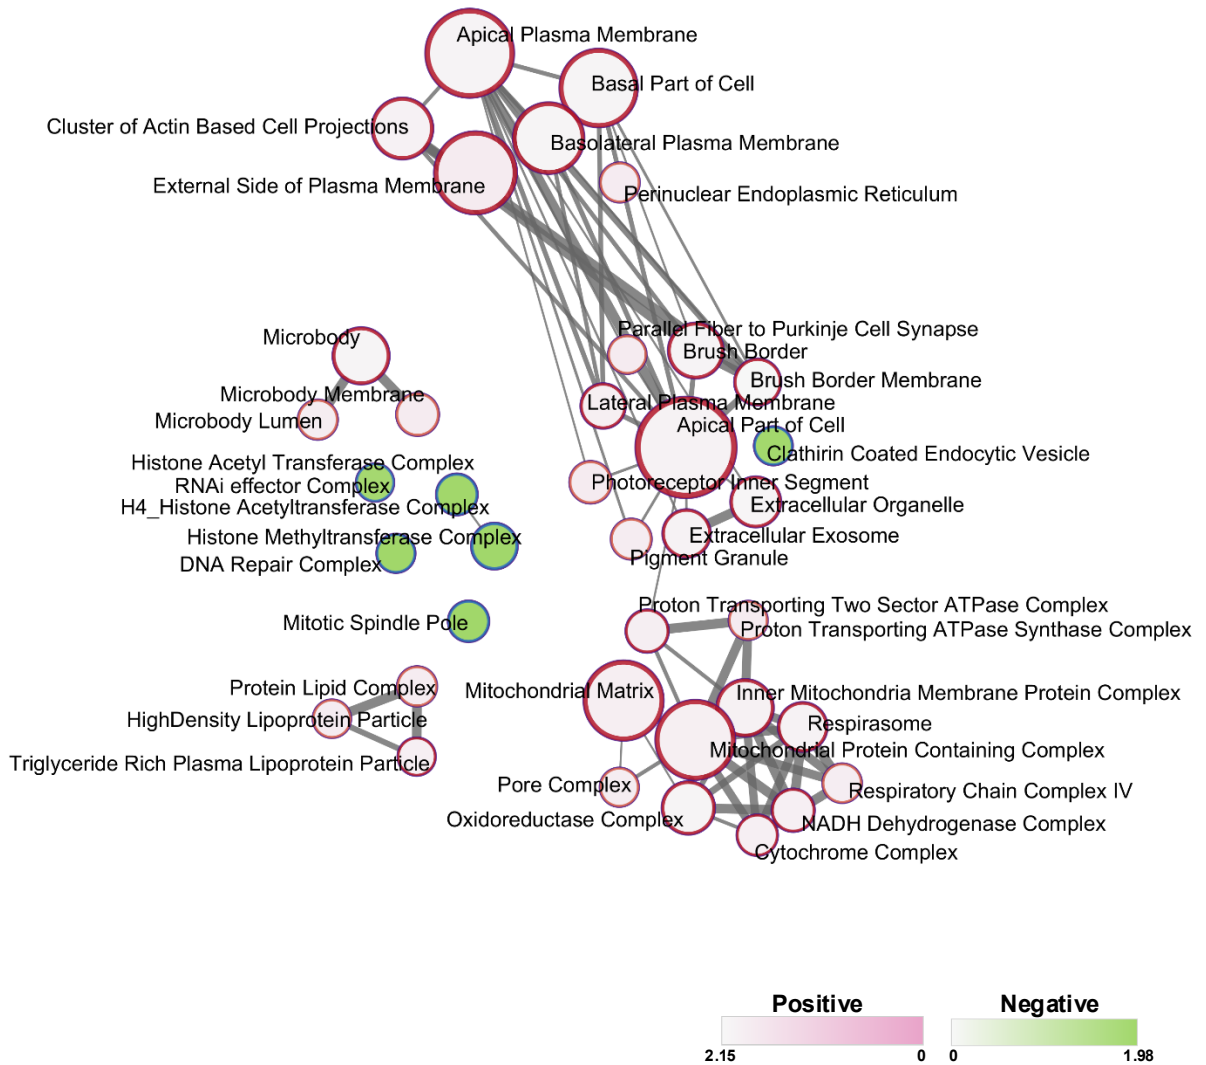 Apical Plasma Membrane
Basal Part of Cell
Cluster of Actin Based Cell Projections
Basolateral Plasma Membrane
External Side of Plasma Membrane
Perinuclear Endoplasmic Reticulum
Parallel Fiber to Purkinje Cell Synapse
Microbody
Brush Border
Brush Border Membrane
Microbody Membrane
Lateral Plasma Membrane
Microbody Lumen
Apical Part of Cell
Clathirin Coated Endocytic Vesicle
Histone Acetyl Transferase Complex
RNAi effector Complex
Photoreceptor Inner Segment
H4_Histone Acetyltransferase Complex
Extracellular Organelle
Histone Methyltransferase Complex
Extracellular Exosome
DNA Repair Complex
Pigment Granule
Proton Transporting Two Sector ATPase Complex
Mitotic Spindle Pole
Proton Transporting ATPase Synthase Complex
Protein Lipid Complex
Mitochondrial Matrix
Inner Mitochondria Membrane Protein Complex
HighDensity Lipoprotein Particle
Respirasome
Mitochondrial Protein Containing Complex
Triglyceride Rich Plasma Lipoprotein Particle
Pore Complex
Respiratory Chain Complex IV
Oxidoreductase Complex
NADH Dehydrogenase Complex
Cytochrome Complex
Positive
Negative
2.15 0
0 1.98